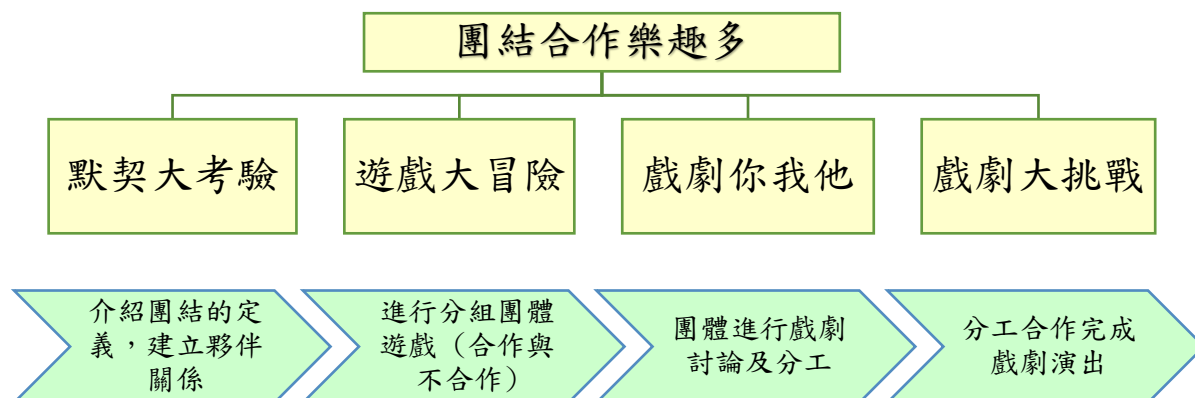 團結合作樂趣多
默契大考驗
遊戲大冒險
戲劇你我他
戲劇大挑戰
介紹團結的定
義，建立夥伴
關係
進行分組團體
遊戲（合作與
不合作）
團體進行戲劇
討論及分工
分工合作完成
戲劇演出